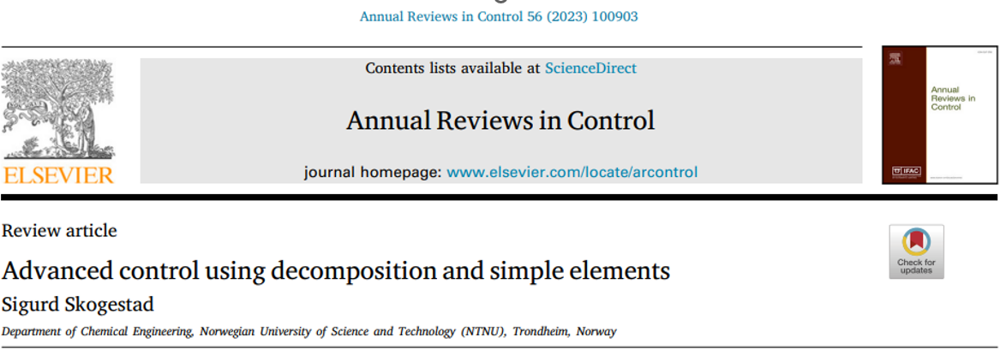 Annual Reviews in Control 56 (2023) 100903
Contents lists available at ScienceDirect
Annual Reviews in Control
journal homepage: www.elsevier.com/locate/arcontrol
ELSEVIER
Annual
Reviews in
Control
IFAC
Review article
Check for
updates
Advanced control using decomposition and simple elements
Sigurd Skogestad
Department of Chemical Engineering, Norwegian University of Science and Technology (NTNU), Trondheim, Norway